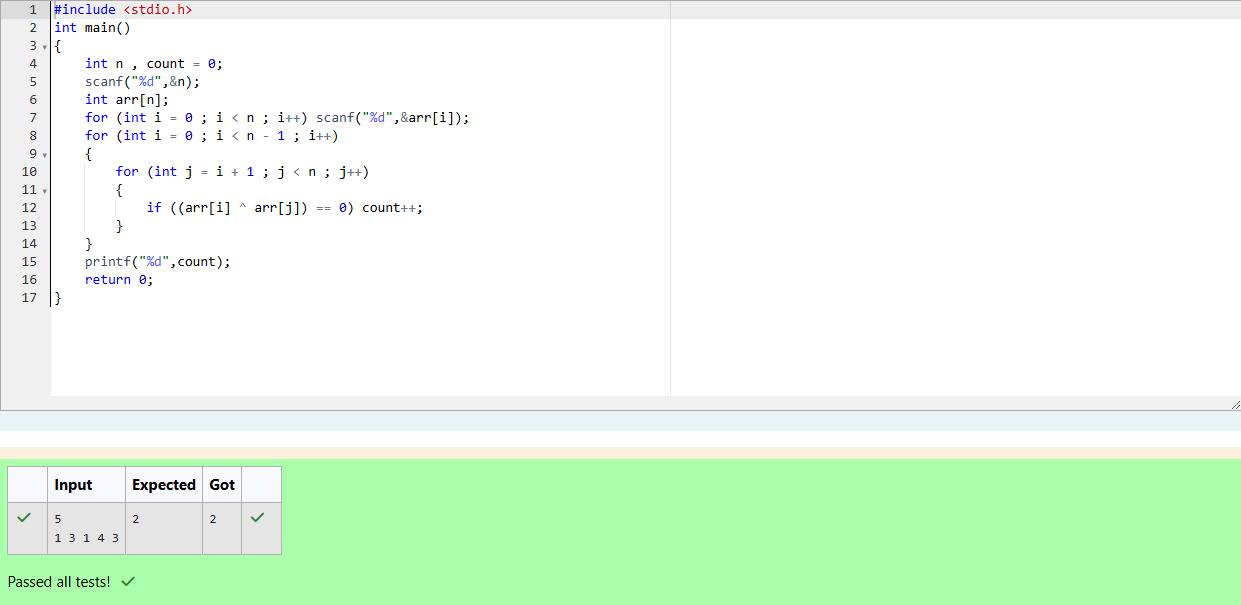 1 #include <stdio.h>
2 int main()
3 {
4     int n , count = 0;
5     scanf("%d",&n);
6     int arr[n];
7     for (int i = 0 ; i < n ; i++) scanf("%d",&arr[i]);
8     for (int i = 0 ; i < n - 1 ; i++)
9     {
10         for (int j = i + 1 ; j < n ; j++)
11         {
12             if ((arr[i] ^ arr[j]) == 0) count++;
13         }
14     }
15     printf("%d",count);
16     return 0;
17 }
Input Expected Got
5 2 2
1 3 1 4 3
Passed all tests!